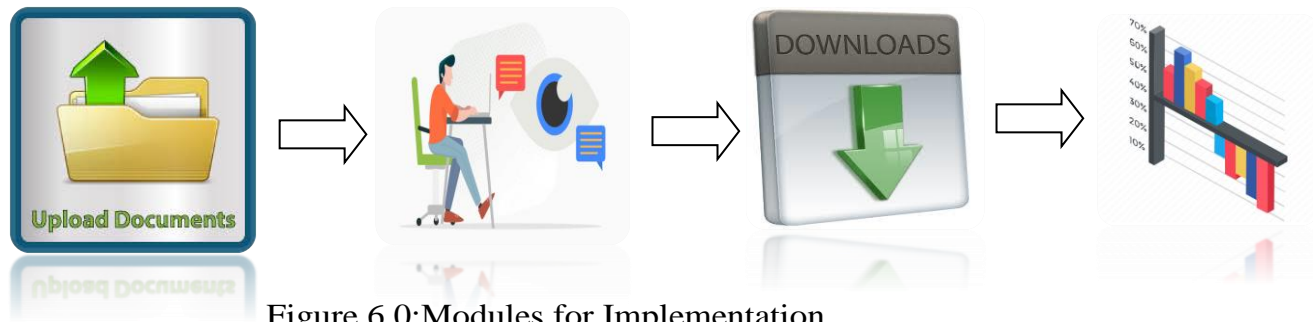 Upload Documents
DOWNLOADS
70%
60%
50%
40%
30%
20%
10%
Figure 6.0:Modules for Implementation